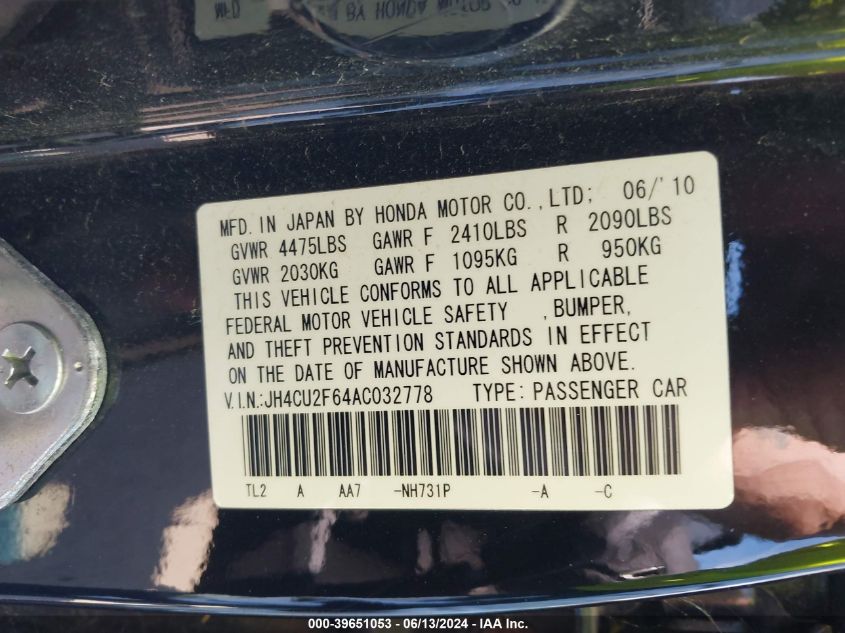 MFD. IN JAPAN BY HONDA MOTOR CO., LTD; 06/'10
GVWR 4475LBS GAWR F 2410LBS R 2090LBS
GVWR 2030KG GAWR F 1095KG R 950KG
THIS VEHICLE CONFORMS TO ALL APPLICABLE
FEDERAL MOTOR VEHICLE SAFETY , BUMPER,
AND THEFT PREVENTION STANDARDS IN EFFECT
ON THE DATE OF MANUFACTURE SHOWN ABOVE.
V.I.N.:JH4CU2F64AC032778 TYPE: PASSENGER CAR
TL2 A AA7 -NH731P -A -C
000-39651053 - 06/13/2024 - IAA Inc.